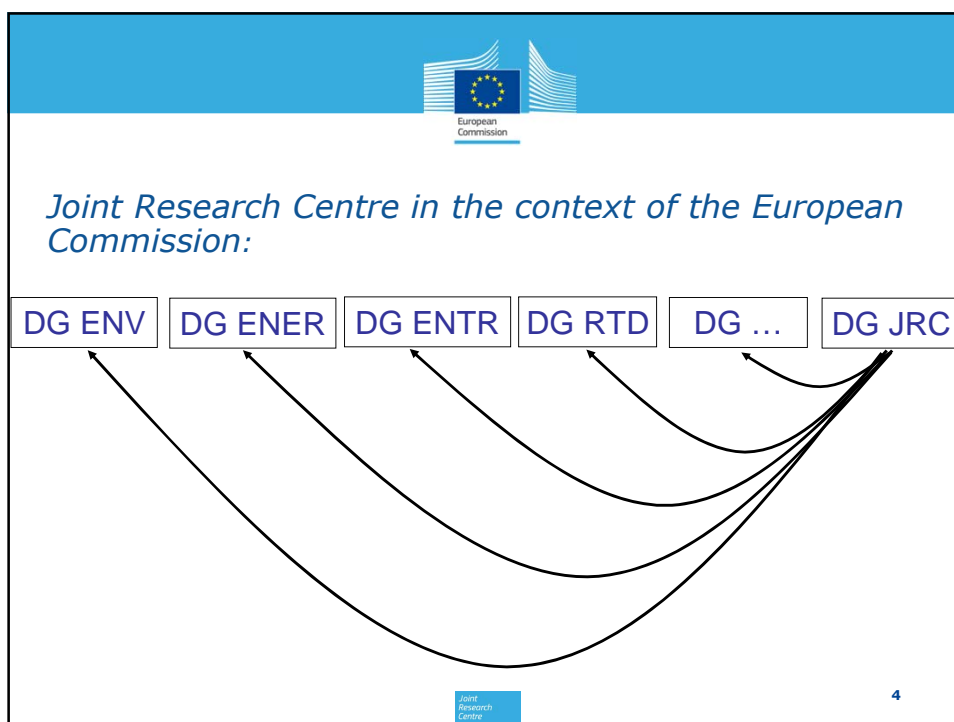 European
Commission
Joint Research Centre in the context of the European
Commission:
DG ENV DG ENER DG ENTR DG RTD DG … DG JRC
Joint
Research
Centre
4